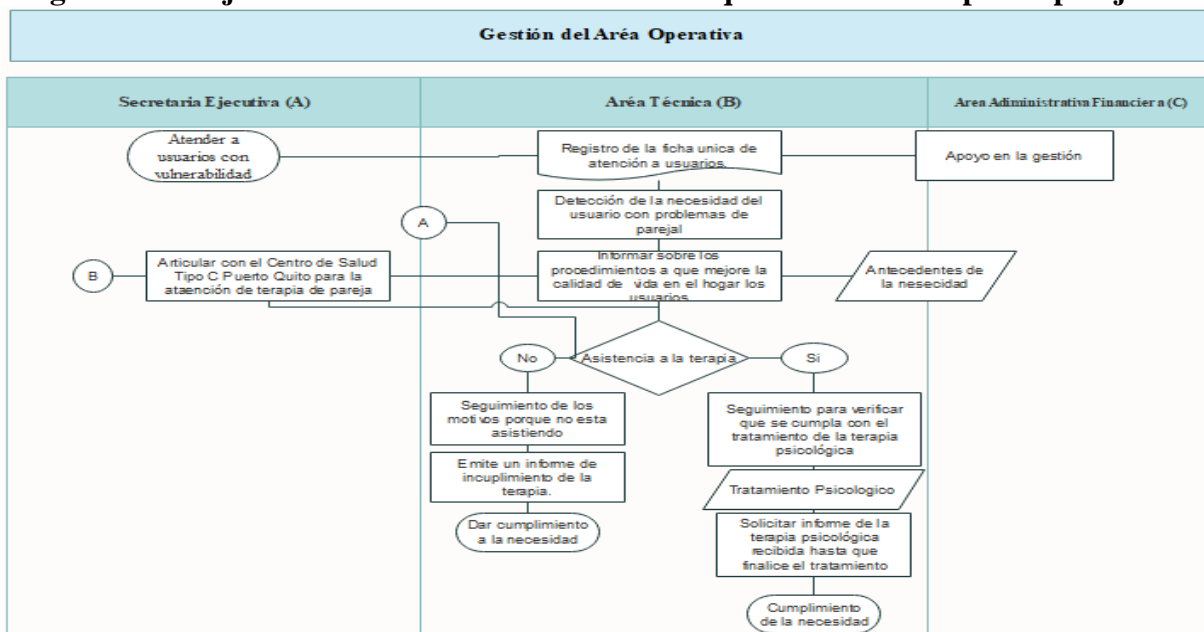 Gestión del Aréa Operativa
Secretaria Ejecutiva (A)
Aréa Técnica (B)
Area Adiministrativa Financiera (C)
Atender a
usuarios con
vulnerabilidad
Registro de la ficha unica de
atención a usuarios.
Apoyo en la gestión
Detección de la necesidad del
usuario con problemas de
parejal
A
B
Articular con el Centro de Salud
Tipo C Puerto Quito para la
ataención de terapia de pareja
Informar sobre los
procedimientos a que mejore la
calidad de vida en el hogar los
usuarios
Antecedentes de
la nesecidad
No
Asistencia a la terapia
Si
Seguimiento de los
motivos porque no esta
asistiendo
Emite un informe de
incuplimiento de la
terapia.
Dar cumplimiento
a la necesidad
Seguimiento para verificar
que se cumpla con el
tratamiento de la terapia
psicológica
Tratamiento Psicologico
Solicitar informe de la
terapia psicológica
recibida hasta que
finalice el tratamiento
Cumplimiento
de la necesidad